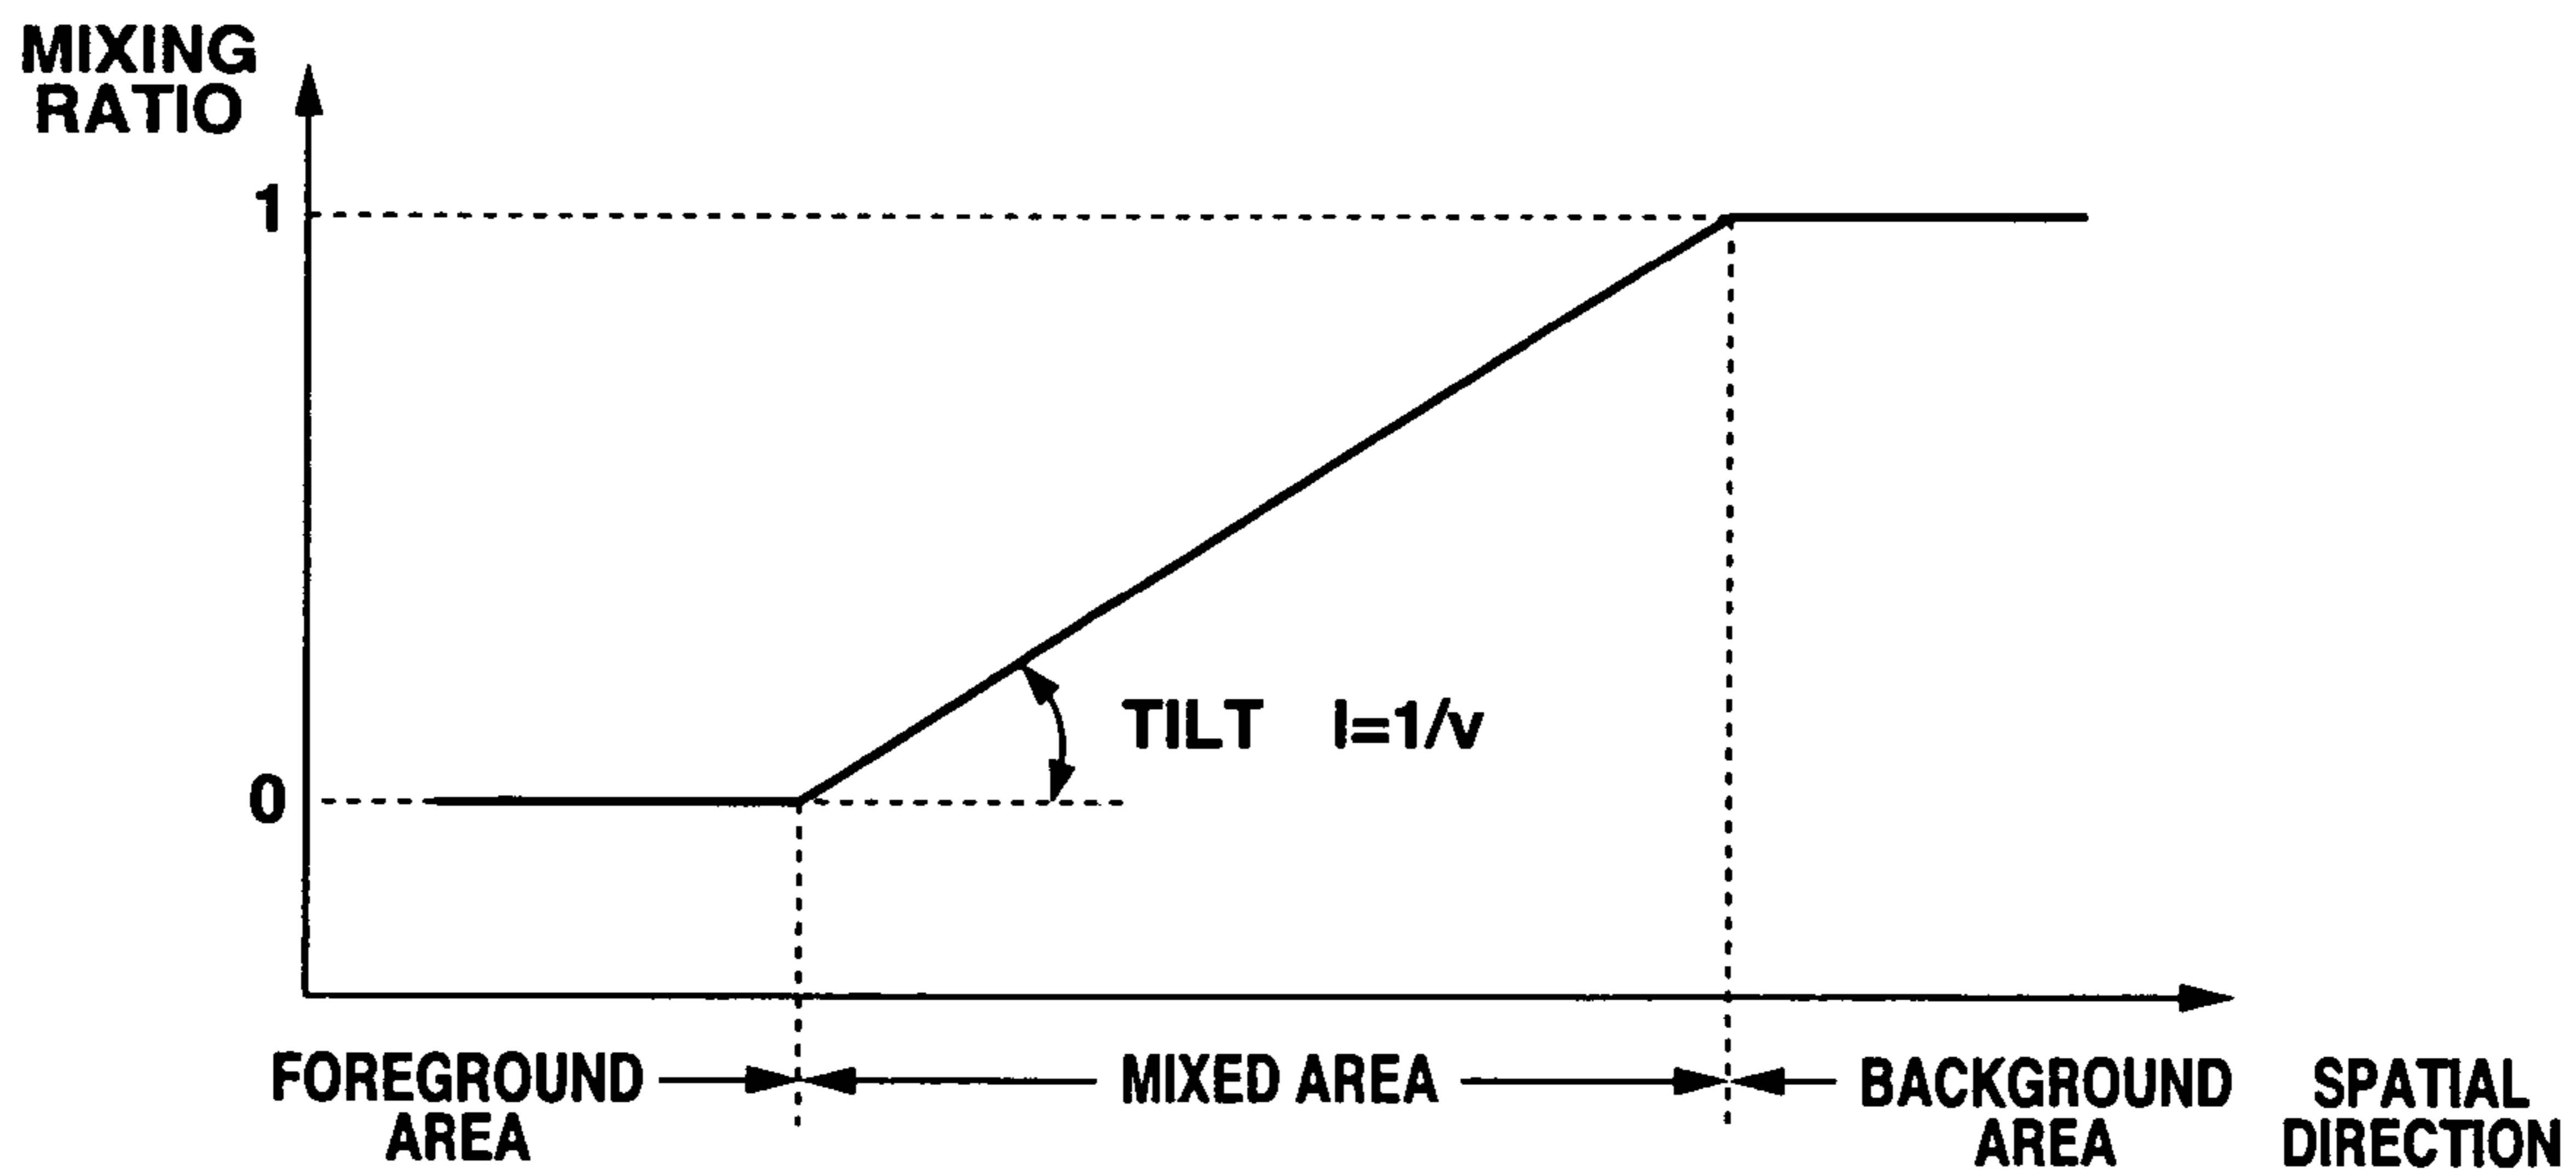 MIXING
RATIO
1
TILT l=1/v
0
FOREGROUND
AREA
MIXED AREA
BACKGROUND
AREA
SPATIAL
DIRECTION